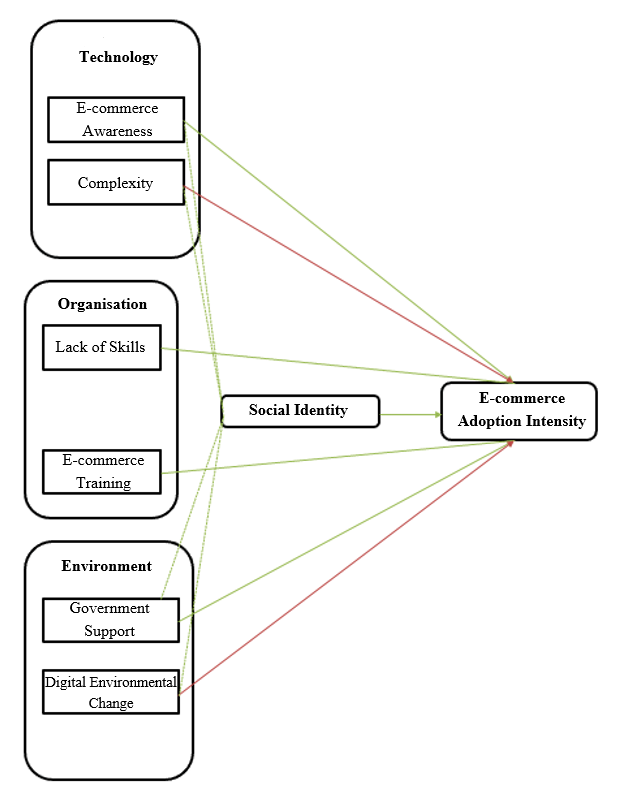 Technology
E-commerce
Awareness
Complexity
Organisation
Lack of Skills
E-commerce
Training
Social Identity
E-commerce
Adoption Intensity
Environment
Government
Support
Digital Environmental
Change